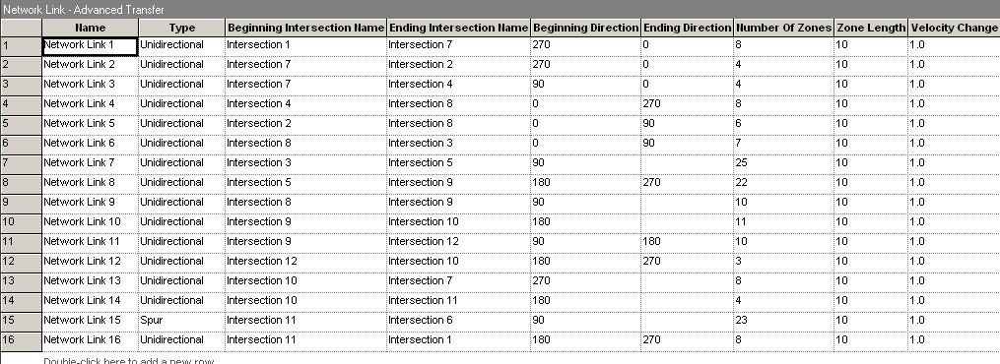 Network Link - Advanced Transfer
Name Type Beginning Intersection Name Ending Intersection Name Beginning Direction Ending Direction Number Of Zones Zone Length Velocity Change
1 Network Link 1 Unidirectional Intersection 1 Intersection 7 270 0 8 10 1.0
2 Network Link 2 Unidirectional Intersection 7 Intersection 2 270 0 4 10 1.0
3 Network Link 3 Unidirectional Intersection 7 Intersection 4 90 0 4 10 1.0
4 Network Link 4 Unidirectional Intersection 4 Intersection 8 0 270 8 10 1.0
5 Network Link 5 Unidirectional Intersection 2 Intersection 8 0 90 6 10 1.0
6 Network Link 6 Unidirectional Intersection 8 Intersection 3 0 90 7 10 1.0
7 Network Link 7 Unidirectional Intersection 3 Intersection 5 90 25 10 1.0
8 Network Link 8 Unidirectional Intersection 5 Intersection 9 180 270 22 10 1.0
9 Network Link 9 Unidirectional Intersection 8 Intersection 9 90 10 10 1.0
10 Network Link 10 Unidirectional Intersection 9 Intersection 10 180 11 10 1.0
11 Network Link 11 Unidirectional Intersection 9 Intersection 12 90 180 10 10 1.0
12 Network Link 12 Unidirectional Intersection 12 Intersection 10 180 270 3 10 1.0
13 Network Link 13 Unidirectional Intersection 10 Intersection 7 270 8 10 1.0
14 Network Link 14 Unidirectional Intersection 10 Intersection 11 180 4 10 1.0
15 Network Link 15 Spur Intersection 11 Intersection 6 90 23 10 1.0
16 Network Link 16 Unidirectional Intersection 11 Intersection 1 180 270 8 10 1.0
Double-click here to add a new row.